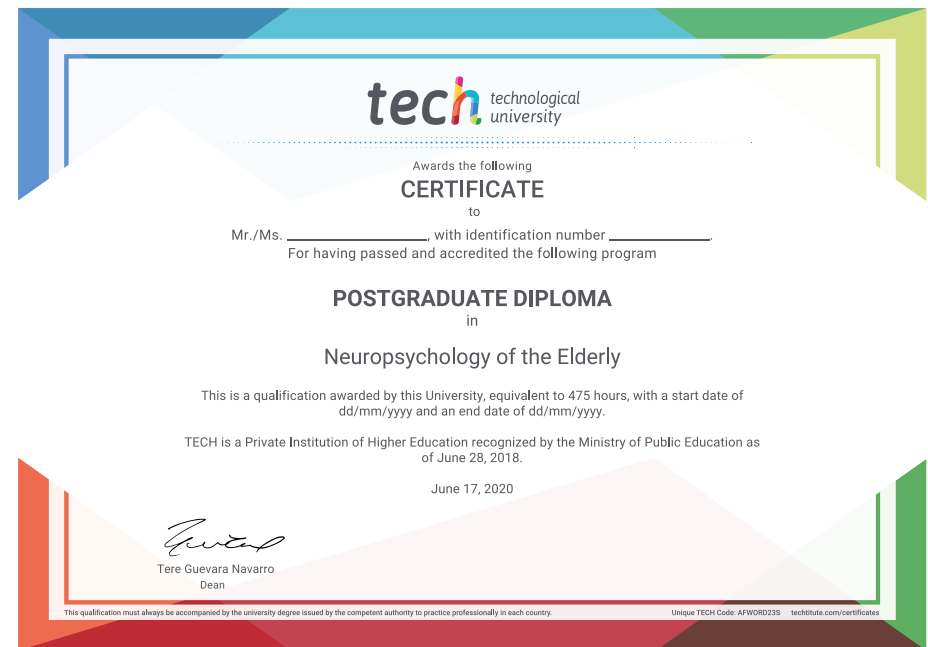 tech technological
university
Awards the following
CERTIFICATE
to
Mr./Ms. ____________________, with identification number ______________.
For having passed and accredited the following program
POSTGRADUATE DIPLOMA
in
Neuropsychology of the Elderly
This is a qualification awarded by this University, equivalent to 475 hours, with a start date of
dd/mm/yyyy and an end date of dd/mm/yyyy.
TECH is a Private Institution of Higher Education recognized by the Ministry of Public Education as
of June 28, 2018.
June 17, 2020
Tere Guevara Navarro
Dean
This qualification must always be accompanied by the university degree issued by the competent authority to practice professionally in each country. Unique TECH Code: AFWORD23S techtitute.com/certificates